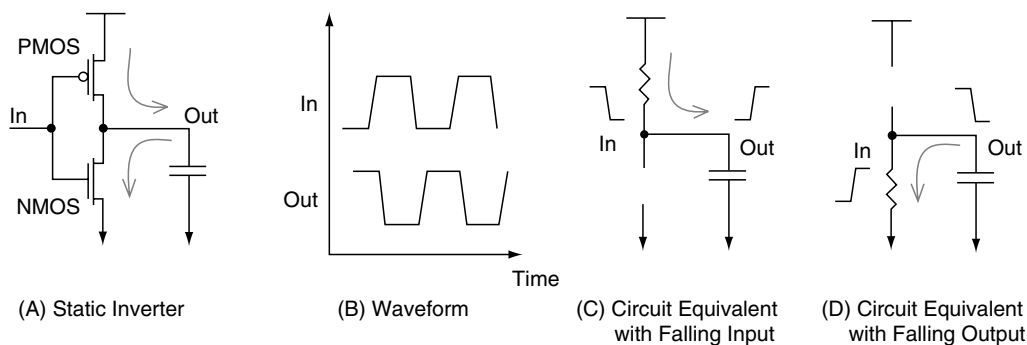 PMOS
In
Out
NMOS
(A) Static Inverter
In
Out
Time
(B) Waveform
In
Out
(C) Circuit Equivalent
with Falling Input
In
Out
(D) Circuit Equivalent
with Falling Output